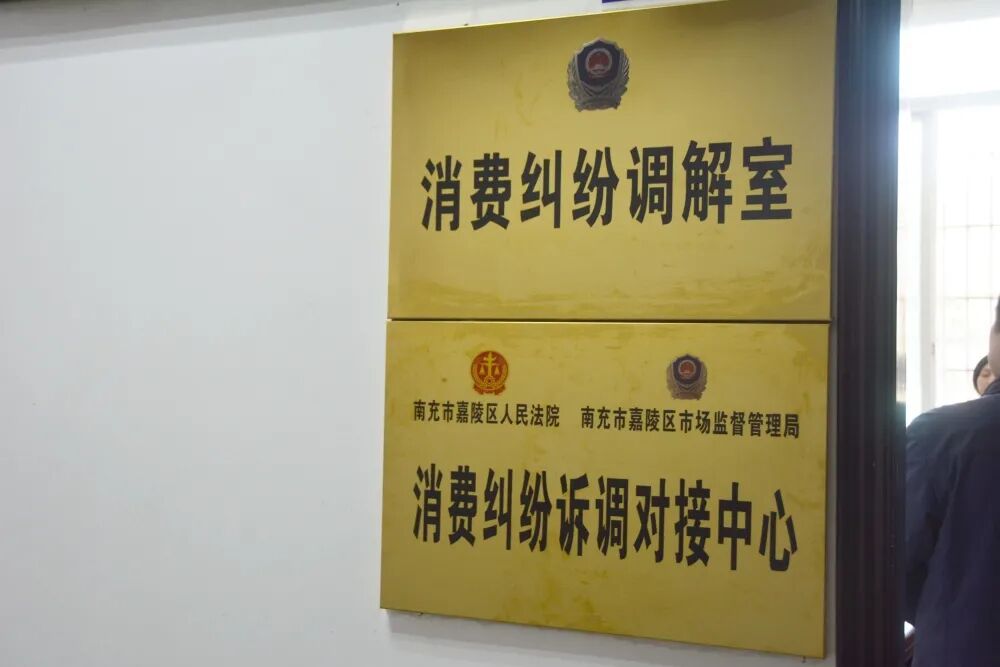 消费纠纷调解室
南充市嘉陵区人民法院 南充市嘉陵区市场监督管理局
消费纠纷诉调对接中心